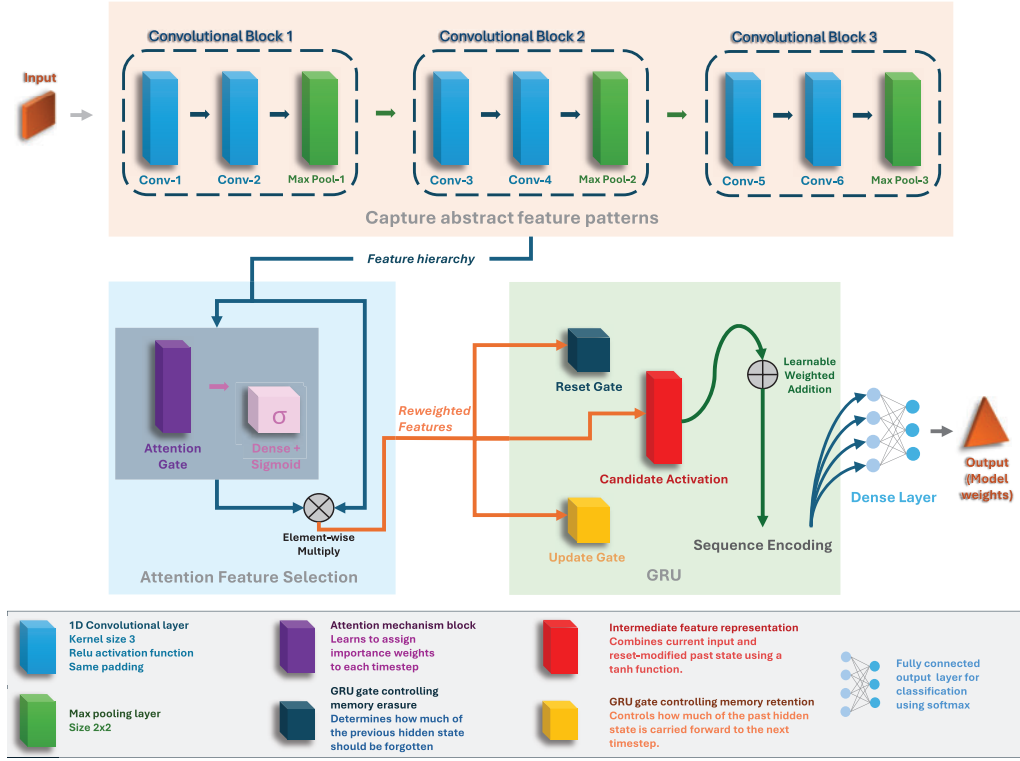 Convolutional Block 1
Convolutional Block 2
Convolutional Block 3
Input
Conv-1
Conv-2
Max Pool-1
Conv-3
Conv-4
Max Pool-2
Conv-5
Conv-6
Max Pool-3
Capture abstract feature patterns
Feature hierarchy
Attention
Gate
σ
Dense +
Sigmoid
Element-wise
Multiply
Attention Feature Selection
Reweighted
Features
Reset Gate
Candidate Activation
Update Gate
Learnable
Weighted
Addition
Sequence Encoding
GRU
Dense Layer
Output
(Model
weights)
1D Convolutional layer
Kernel size 3
Relu activation function
Same padding
Max pooling layer
Size 2x2
Attention mechanism block
Learns to assign
importance weights
to each timestep
GRU gate controlling
memory erasure
Determines how much of
the previous hidden state
should be forgotten
Intermediate feature representation
Combines current input and
reset-modified past state using a
tanh function.
GRU gate controlling memory retention
Controls how much of the past hidden
state is carried forward to the next
timestep.
Fully connected
output layer for
classification
using softmax